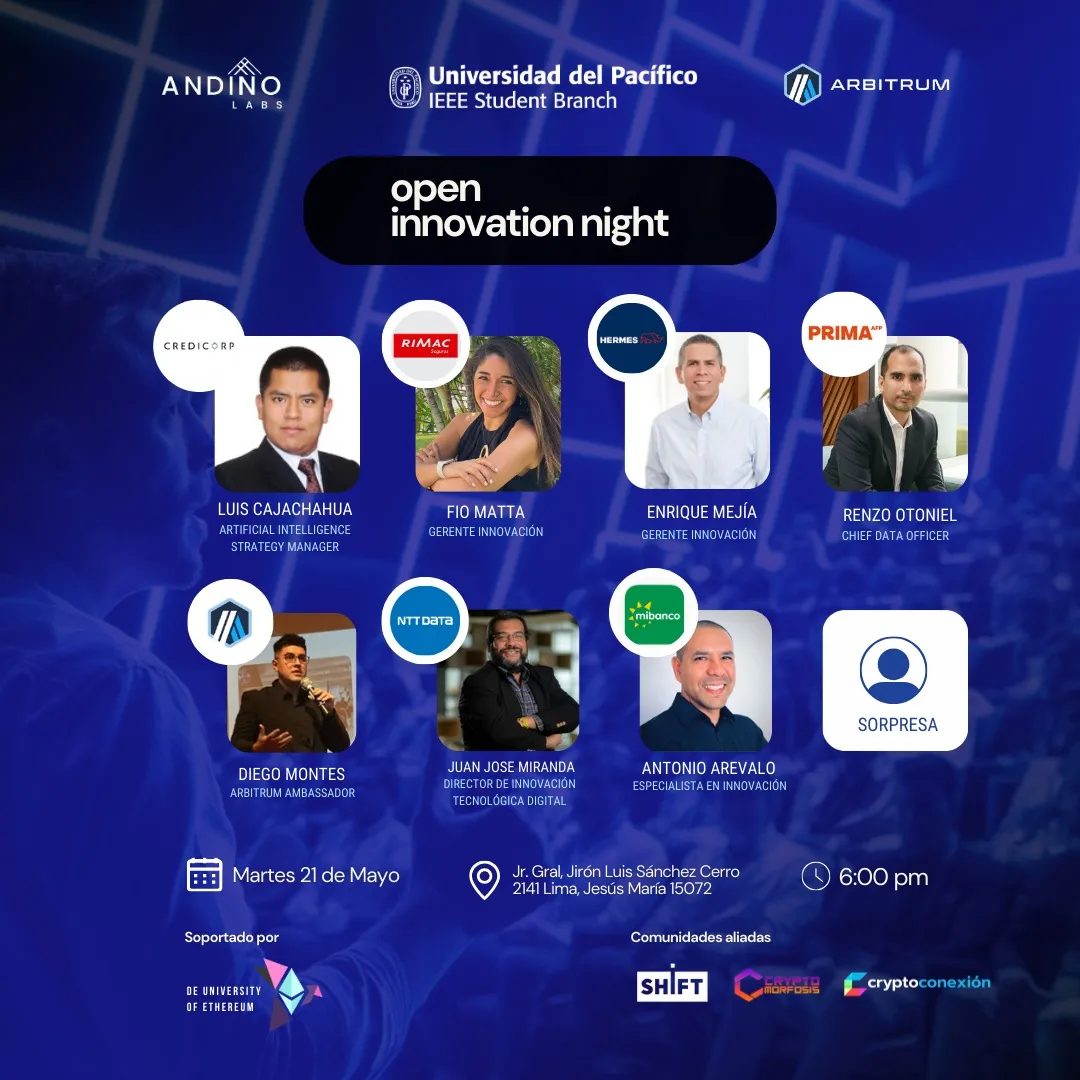 ANDINO
LABS
Universidad del Pacífico
IEEE Student Branch
ARBITRUM
open
innovation night
CREDICORP
RIMAC
Seguros
HERMES
PRIMA AFP
LUIS CAJACHAHUA
ARTIFICIAL INTELLIGENCE
STRATEGY MANAGER
FIO MATTA
GERENTE INNOVACIÓN
ENRIQUE MEJÍA
GERENTE INNOVACIÓN
RENZO OTONIEL
CHIEF DATA OFFICER
NTT DATA
mibanco
SORPRESA
DIEGO MONTES
ARBITRUM AMBASSADOR
JUAN JOSE MIRANDA
DIRECTOR DE INNOVACIÓN
TECNOLÓGICA DIGITAL
ANTONIO AREVALO
ESPECIALISTA EN INNOVACIÓN
Martes 21 de Mayo
Jr. Gral, Jirón Luis Sánchez Cerro
2141 Lima, Jesús María 15072
6:00 pm
Soportado por
DE UNIVERSITY
OF ETHEREUM
Comunidades aliadas
SHIFT
CRYPTO
MORFOSIS
cryptoconexión